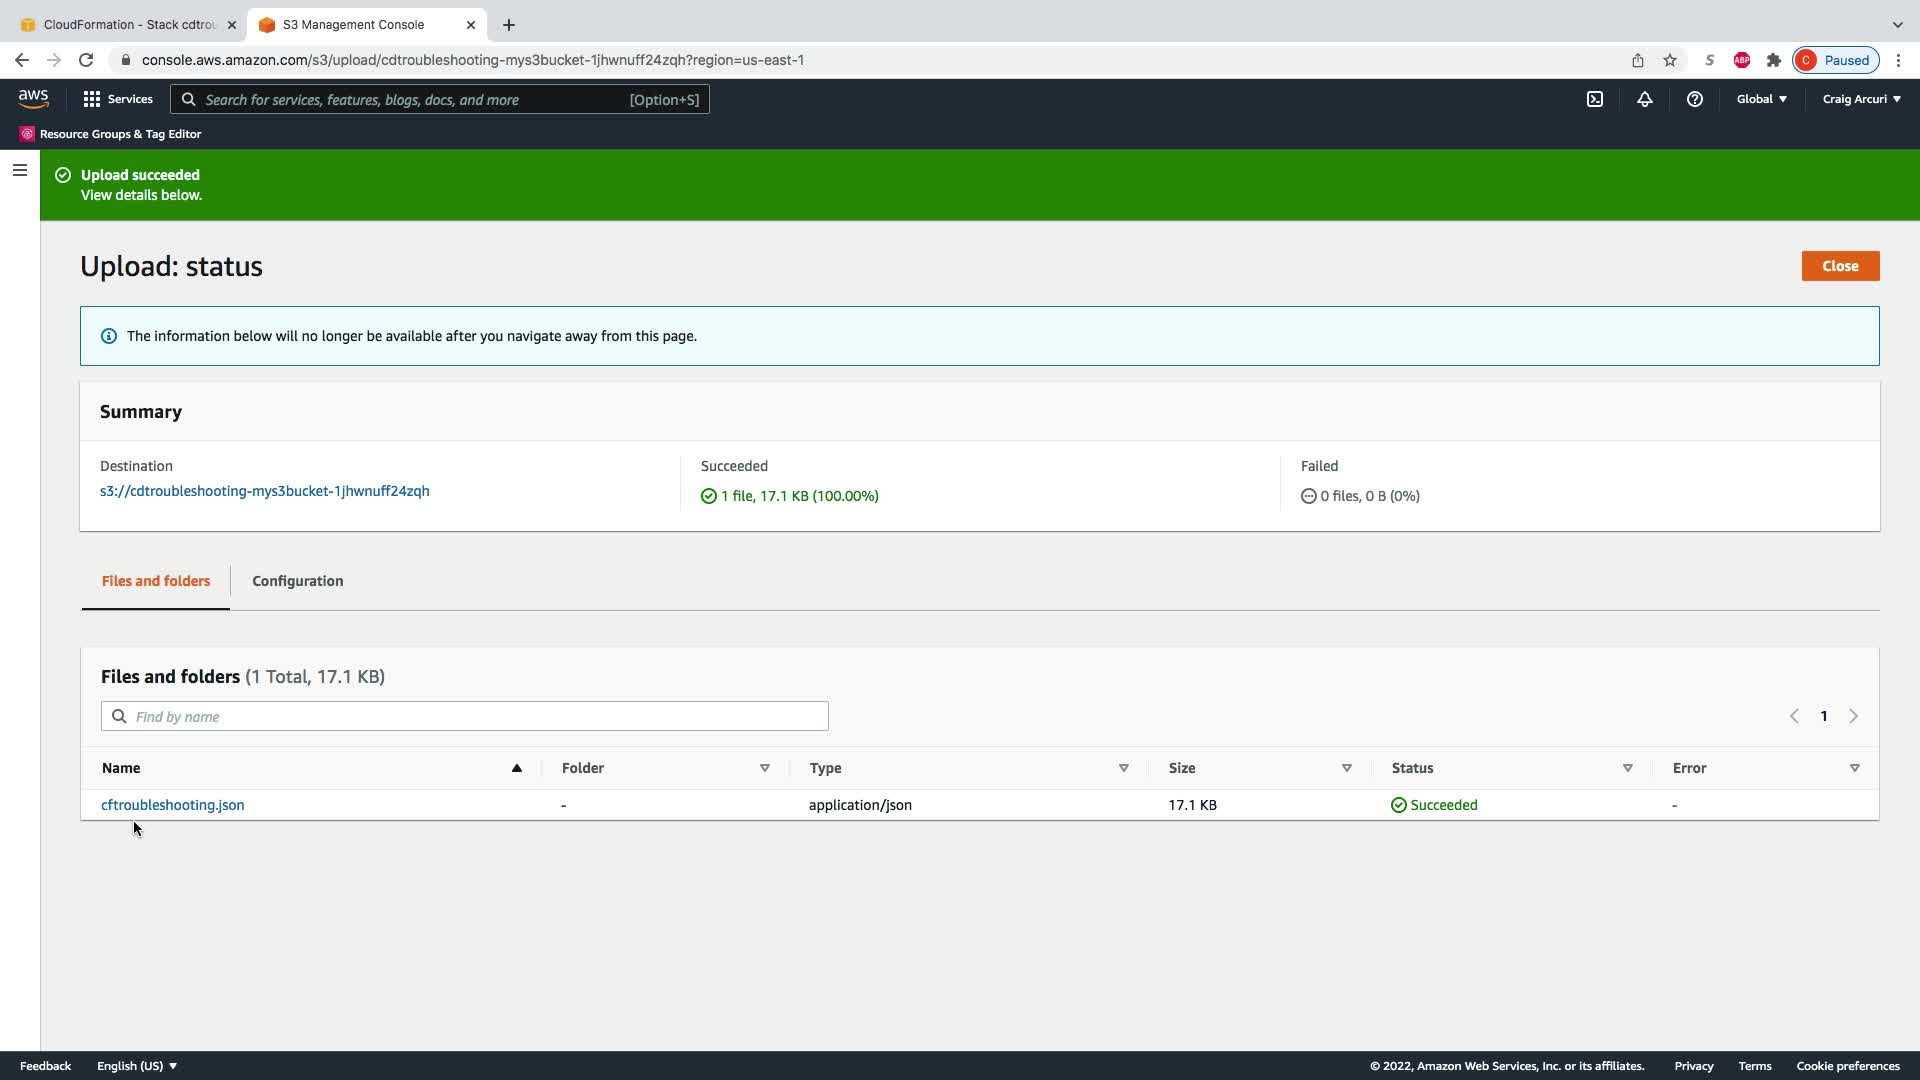 CloudFormation - Stack cdtrou
S3 Management Console
console.aws.amazon.com/s3/upload/cdtroubleshooting-mys3bucket-1jhwnuff24zqh?region=us-east-1
S
ABP
C
Paused
aws
Services
Search for services, features, blogs, docs, and more
[Option+S]
Global
Craig Arcuri
Resource Groups & Tag Editor
Upload succeeded
View details below.
Upload: status
Close
The information below will no longer be available after you navigate away from this page.
Summary
Destination
Succeeded
Failed
s3://cdtroubleshooting-mys3bucket-1jhwnuff24zqh
1 file, 17.1 KB (100.00%)
0 files, 0 B (0%)
Files and folders
Configuration
Files and folders (1 Total, 17.1 KB)
Find by name
1
Name
Folder
Type
Size
Status
Error
cftroubleshooting.json
-
application/json
17.1 KB
Succeeded
-
Feedback
English (US)
© 2022, Amazon Web Services, Inc. or its affiliates.
Privacy
Terms
Cookie preferences